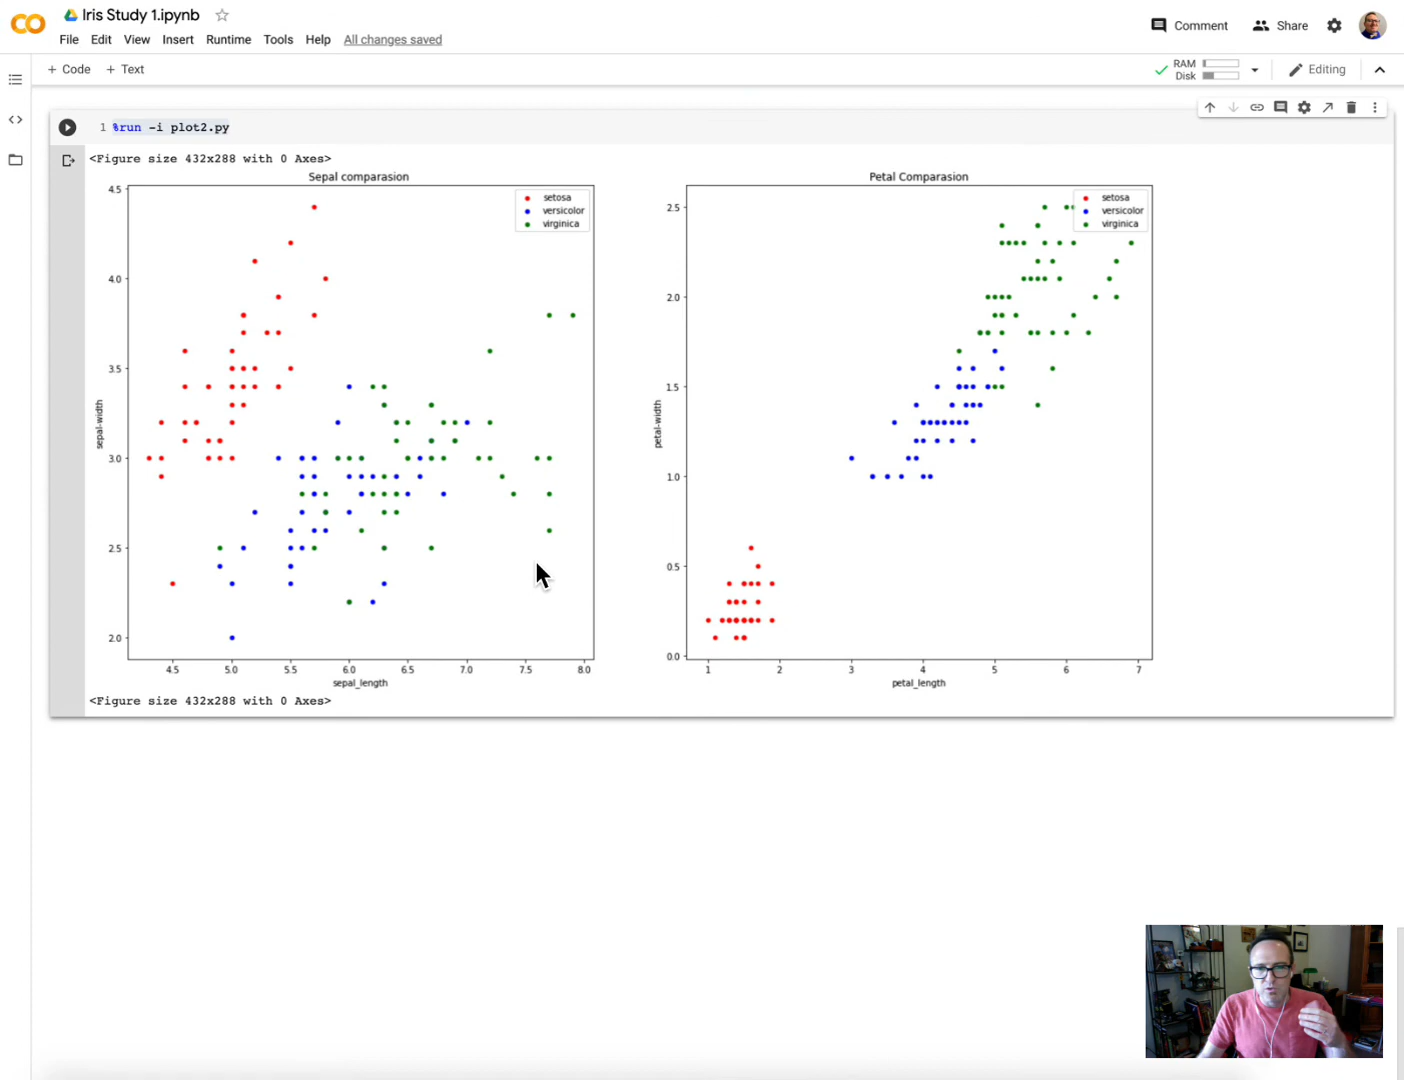 Iris Study 1.ipynb
Comment
Share
File Edit View Insert Runtime Tools Help All changes saved
+ Code + Text
RAM
Disk
Editing
1 %run -i plot2.py
<Figure size 432x288 with 0 Axes>
Sepal comparasion
setosa
versicolor
virginica
4.5
4.0
3.5
3.0
2.5
2.0
sepal-width
4.5 5.0 5.5 6.0 6.5 7.0 7.5 8.0
sepal_length
Petal Comparasion
setosa
versicolor
virginica
2.5
2.0
1.5
1.0
0.5
0.0
petal-width
1 2 3 4 5 6 7
petal_length
<Figure size 432x288 with 0 Axes>